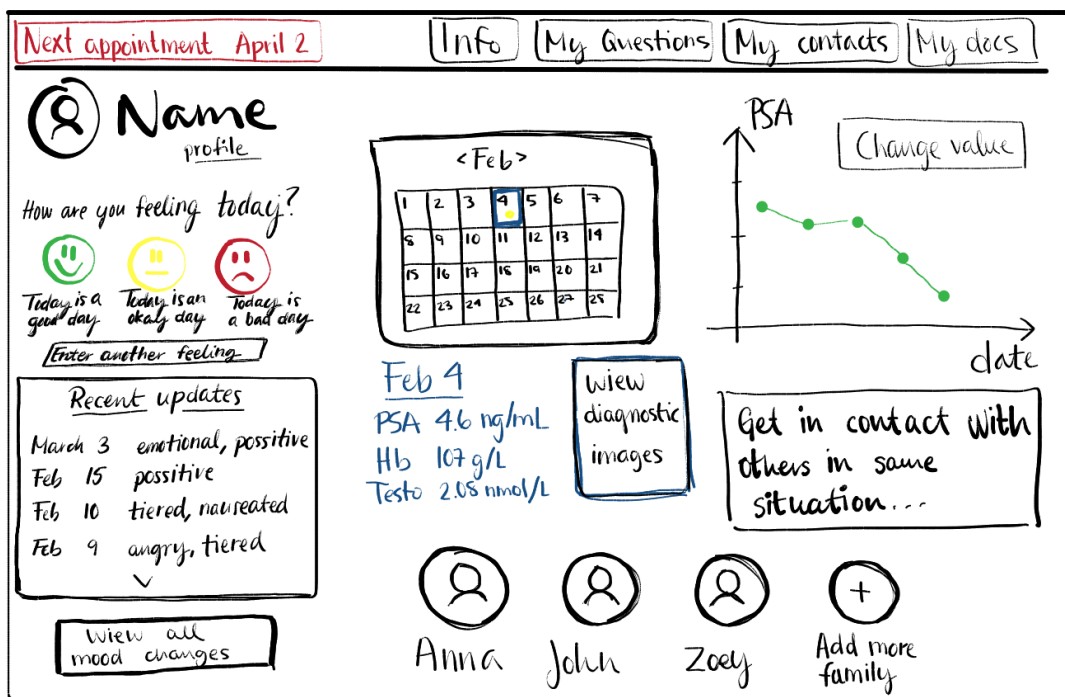 Next appointment April 2
Info
My Questions
My contacts
My docs
Name
profile
How are you feeling today?
Today is a
good day
Today is an
okay day
Today is
a bad day
Enter another feeling
Recent updates
March 3 emotional, possitive
Feb 15 possitive
Feb 10 tiered, nauseated
Feb 9 angry, tiered
Wiew all
mood changes
<Feb>
1 2 3 4 5 6 7
8 9 10 11 12 13 14
15 16 17 18 19 20 21
22 23 24 25 26 27 28
Feb 4
PSA 4.6 ng/mL
Hb 107 g/L
Testo 2.08 nmol/L
wiew
diagnostic
images
PSA
Change value
date
Get in contact with
others in same
situation...
Anna
John
Zoey
Add more
family